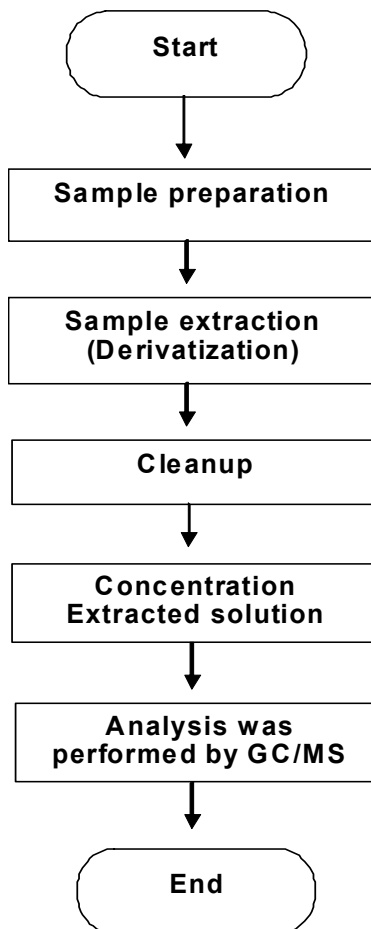 Start
Sample preparation
Sample extraction
(Derivatization)
Cleanup
Concentration
Extracted solution
Analysis was
performed by GC/MS
End